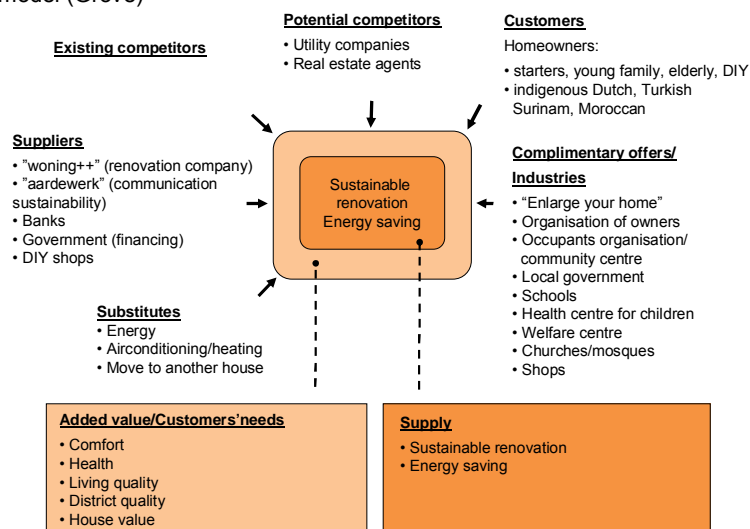 model (Grove)
Potential competitors
• Utility companies
• Real estate agents
Customers
Homeowners:
• starters, young family, elderly, DIY
• indigenous Dutch, Turkish
Surinam, Moroccan
Existing competitors
Suppliers
• "woning++" (renovation company)
• "aardewerk" (communication
sustainability)
• Banks
• Government (financing)
• DIY shops
Sustainable
renovation
Energy saving
Complimentary offers/
Industries
• "Enlarge your home"
• Organisation of owners
• Occupants organisation/
community centre
• Local government
• Schools
• Health centre for children
• Welfare centre
• Churches/mosques
• Shops
Substitutes
• Energy
• Airconditioning/heating
• Move to another house
Added value/Customers'needs
• Comfort
• Health
• Living quality
• District quality
• House value
Supply
• Sustainable renovation
• Energy saving